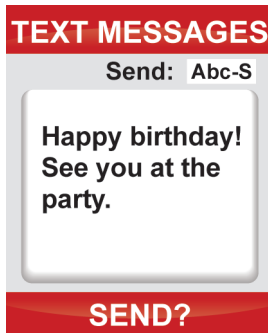 TEXT MESSAGES
Send: Abc-S
Happy birthday!
See you at the
party.
SEND?